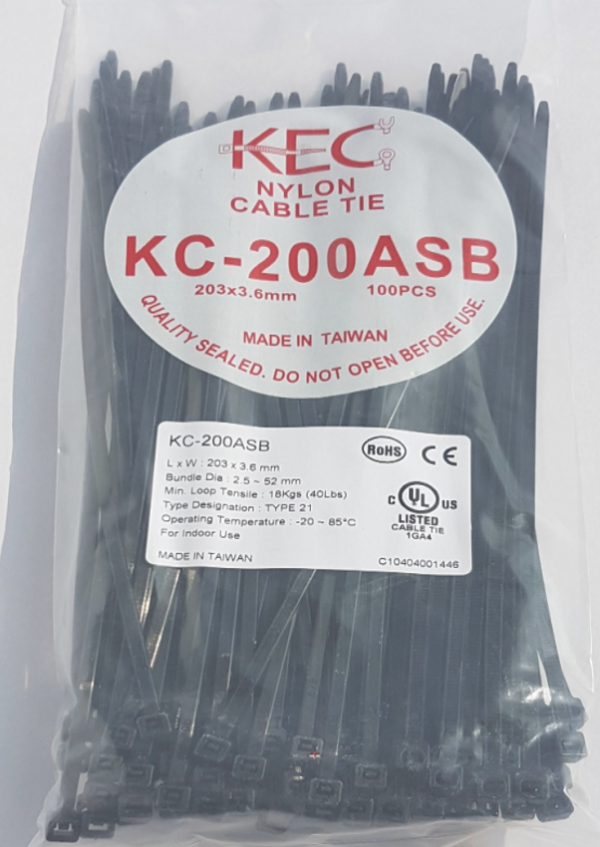 KEC
NYLON
CABLE TIE
KC-200ASB
203x3.6mm 100PCS
MADE IN TAIWAN
QUALITY SEALED. DO NOT OPEN BEFORE USE.
KC-200ASB
L x W : 203 x 3.6 mm
Bundle Dia : 2.5 ~ 52 mm
Min. Loop Tensile : 18Kgs (40Lbs)
Type Designation : TYPE 21
Operating Temperature : -20 ~ 85°C
For Indoor Use
MADE IN TAIWAN
RoHS CE
C UL US
LISTED
CABLE TIE
1GA4
C10404001446